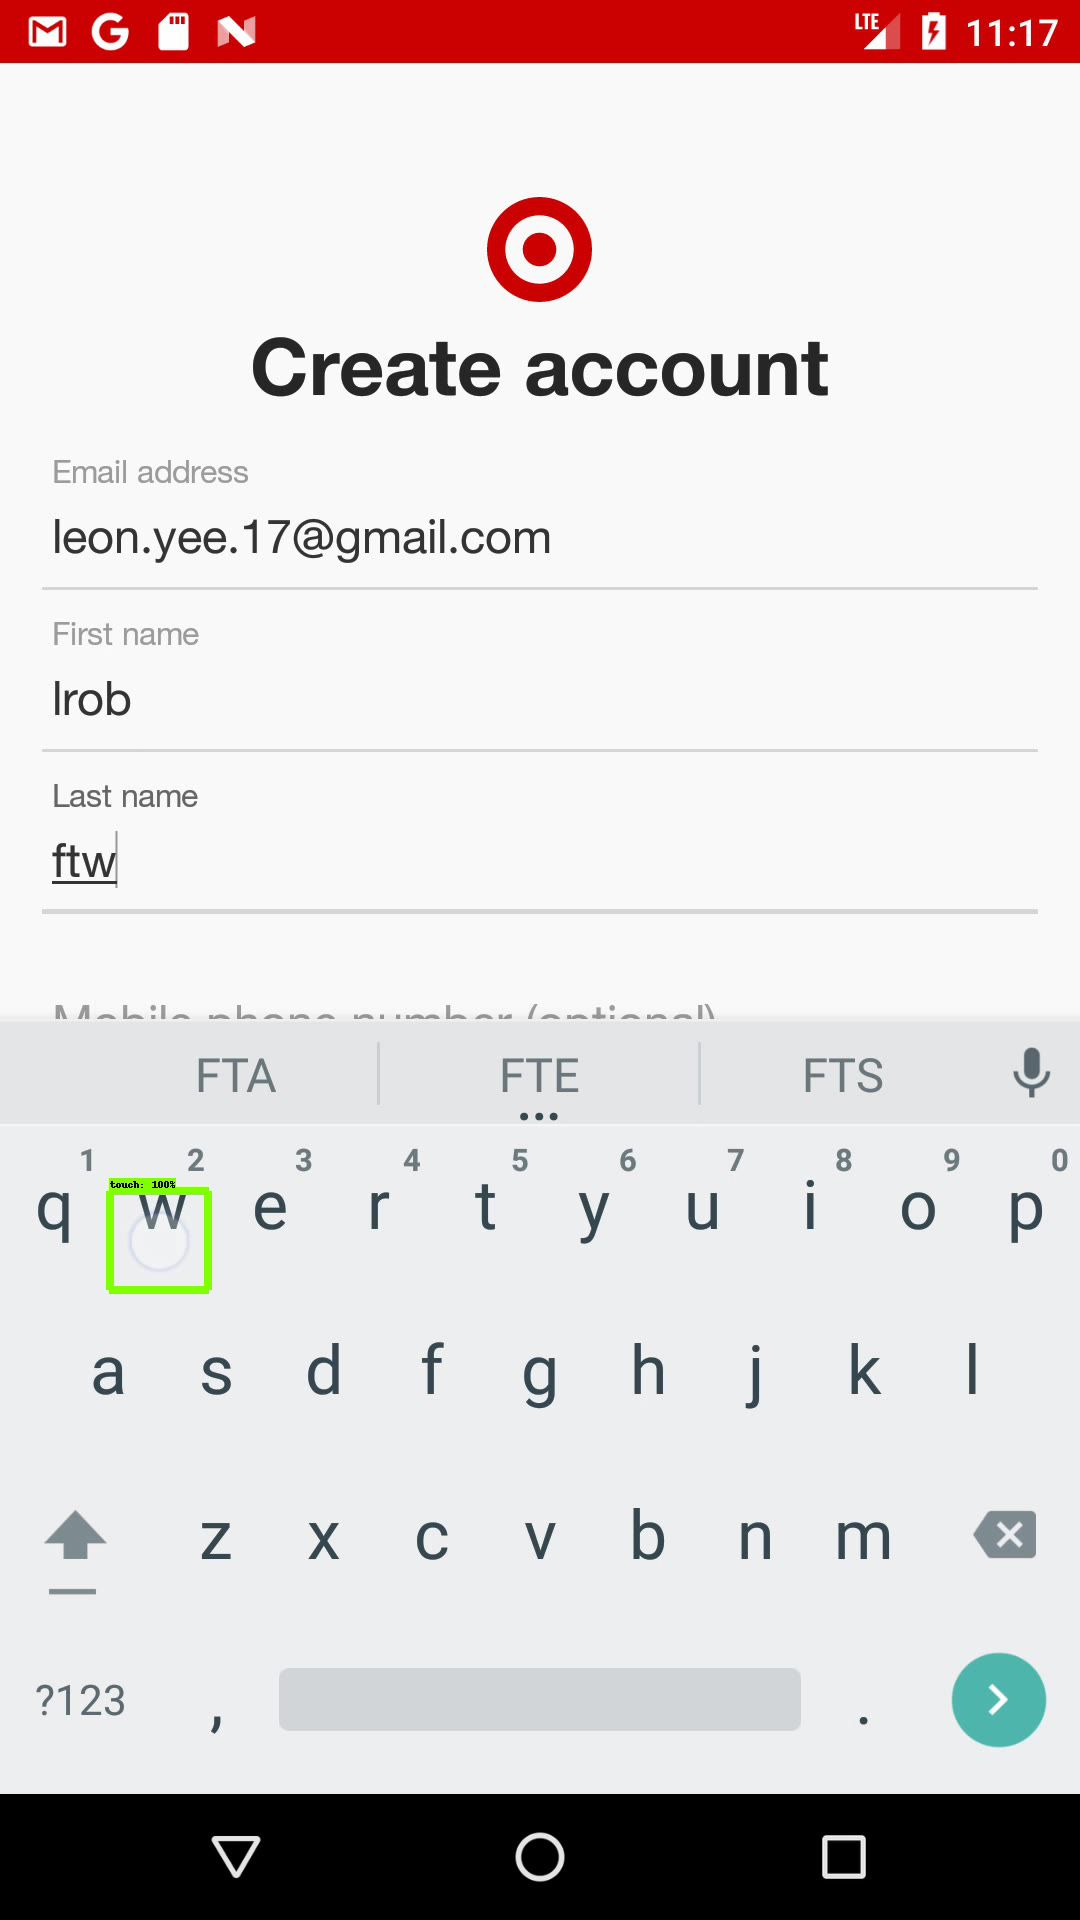 LTE 11:17
Create account
Email address
leon.yee.17@gmail.com
First name
lrob
Last name
ftw
Mobile phone number (optional)
FTA FTE FTS
1 2 3 4 5 6 7 8 9 0
touch: 100%
q w e r t y u i o p
a s d f g h j k l
z x c v b n m
?123 , .